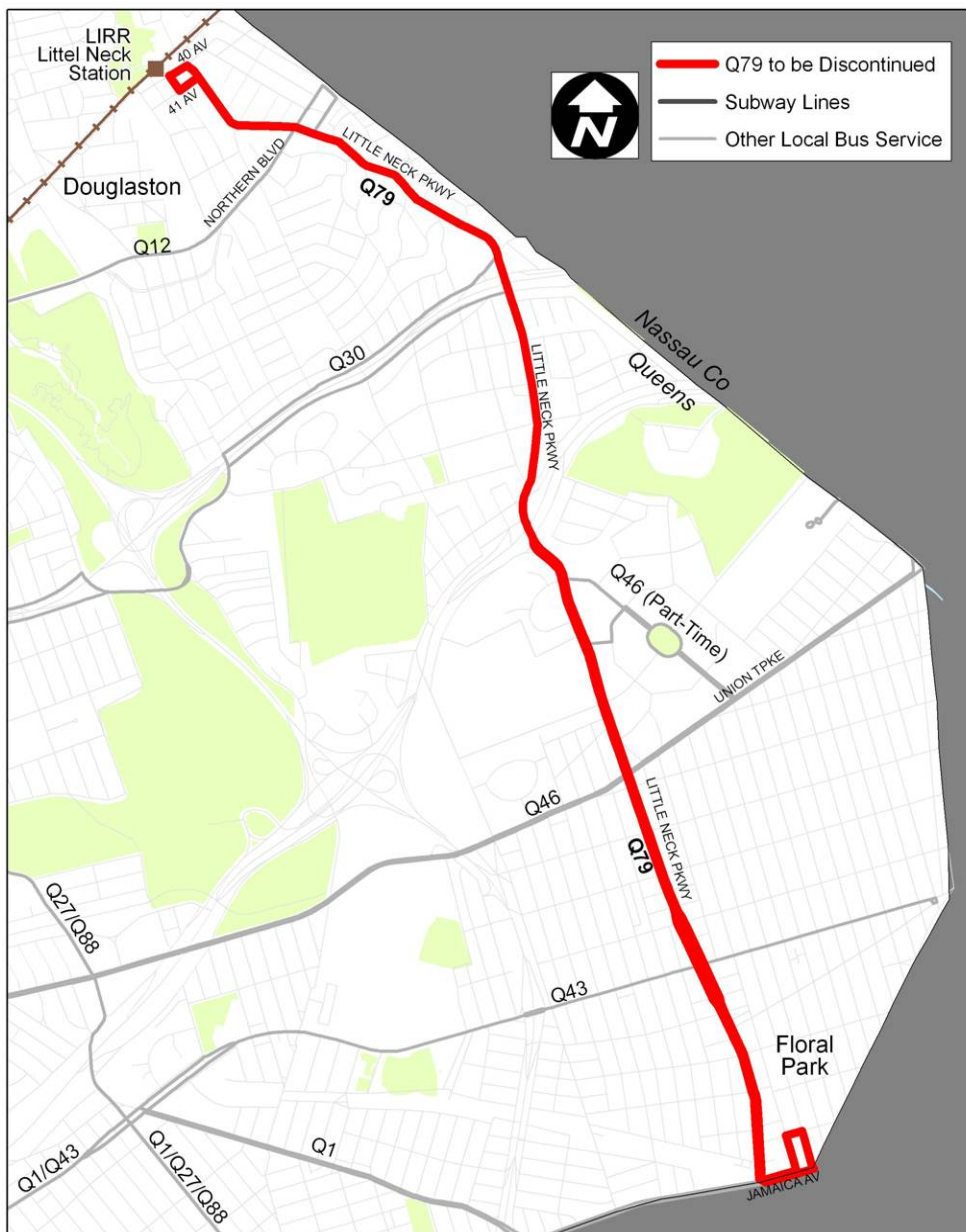 LIRR
Littel Neck
Station
40 AV
41 AV
Q79 to be Discontinued
Subway Lines
Other Local Bus Service
N
LITTLE NECK PKWY
Q79
NORTHERN BLVD
Douglaston
Q12
Nassau Co
Queens
Q30
LITTLE NECK PKWY
Q46 (Part-Time)
UNION TPKE
Q46
LITTLE NECK PKWY
Q79
Q27/Q88
Q43
Floral
Park
Q1
Q1/Q43
Q1/Q27/Q88
JAMAICA AV